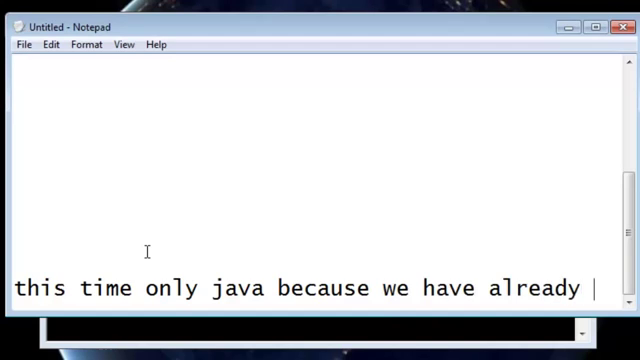 Untitled - Notepad
File Edit Format View Help
this time only java because we have already